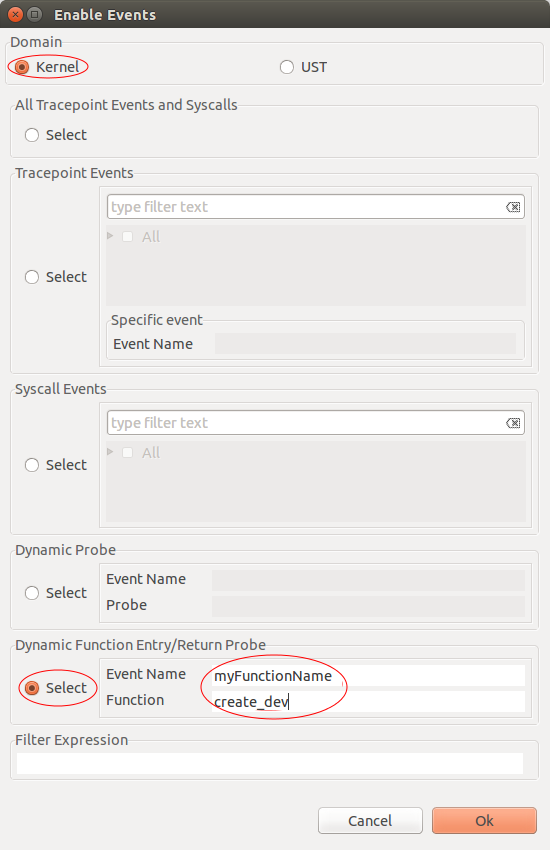 Enable Events
Domain
Kernel
UST
All Tracepoint Events and Syscalls
Select
Tracepoint Events
type filter text
All
Select
Specific event
Event Name
Syscall Events
type filter text
All
Select
Dynamic Probe
Event Name
Select
Probe
Dynamic Function Entry/Return Probe
Event Name myFunctionName
Select
Function create_dev
Filter Expression
Cancel Ok